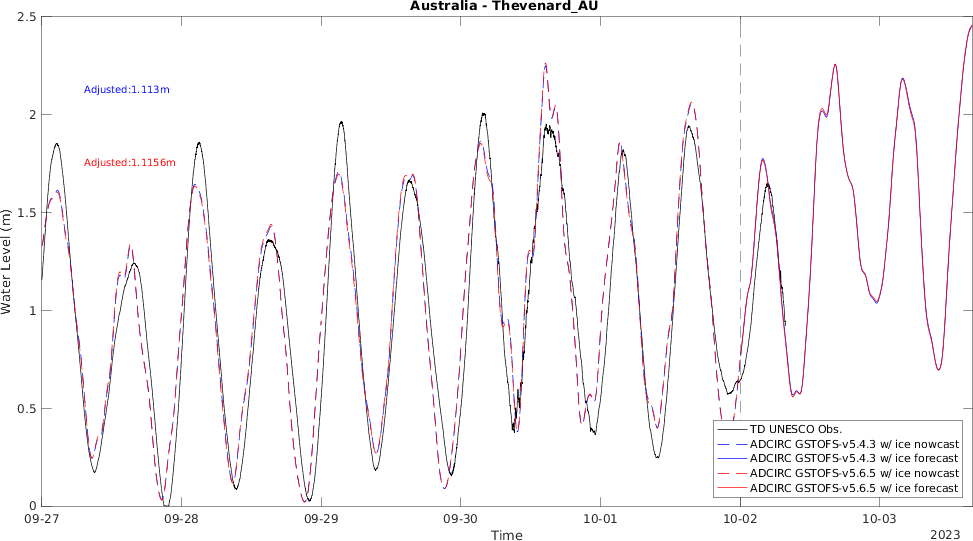 Australia - Thevenard_AU
2.5
2
1.5
1
0.5
0
Water Level (m)
Adjusted:1.113m
Adjusted:1.1156m
TD UNESCO Obs.
ADCIRC GSTOFS-v5.4.3 w/ ice nowcast
ADCIRC GSTOFS-v5.4.3 w/ ice forecast
ADCIRC GSTOFS-v5.6.5 w/ ice nowcast
ADCIRC GSTOFS-v5.6.5 w/ ice forecast
09-27 09-28 09-29 09-30 10-01 10-02 10-03
Time
2023